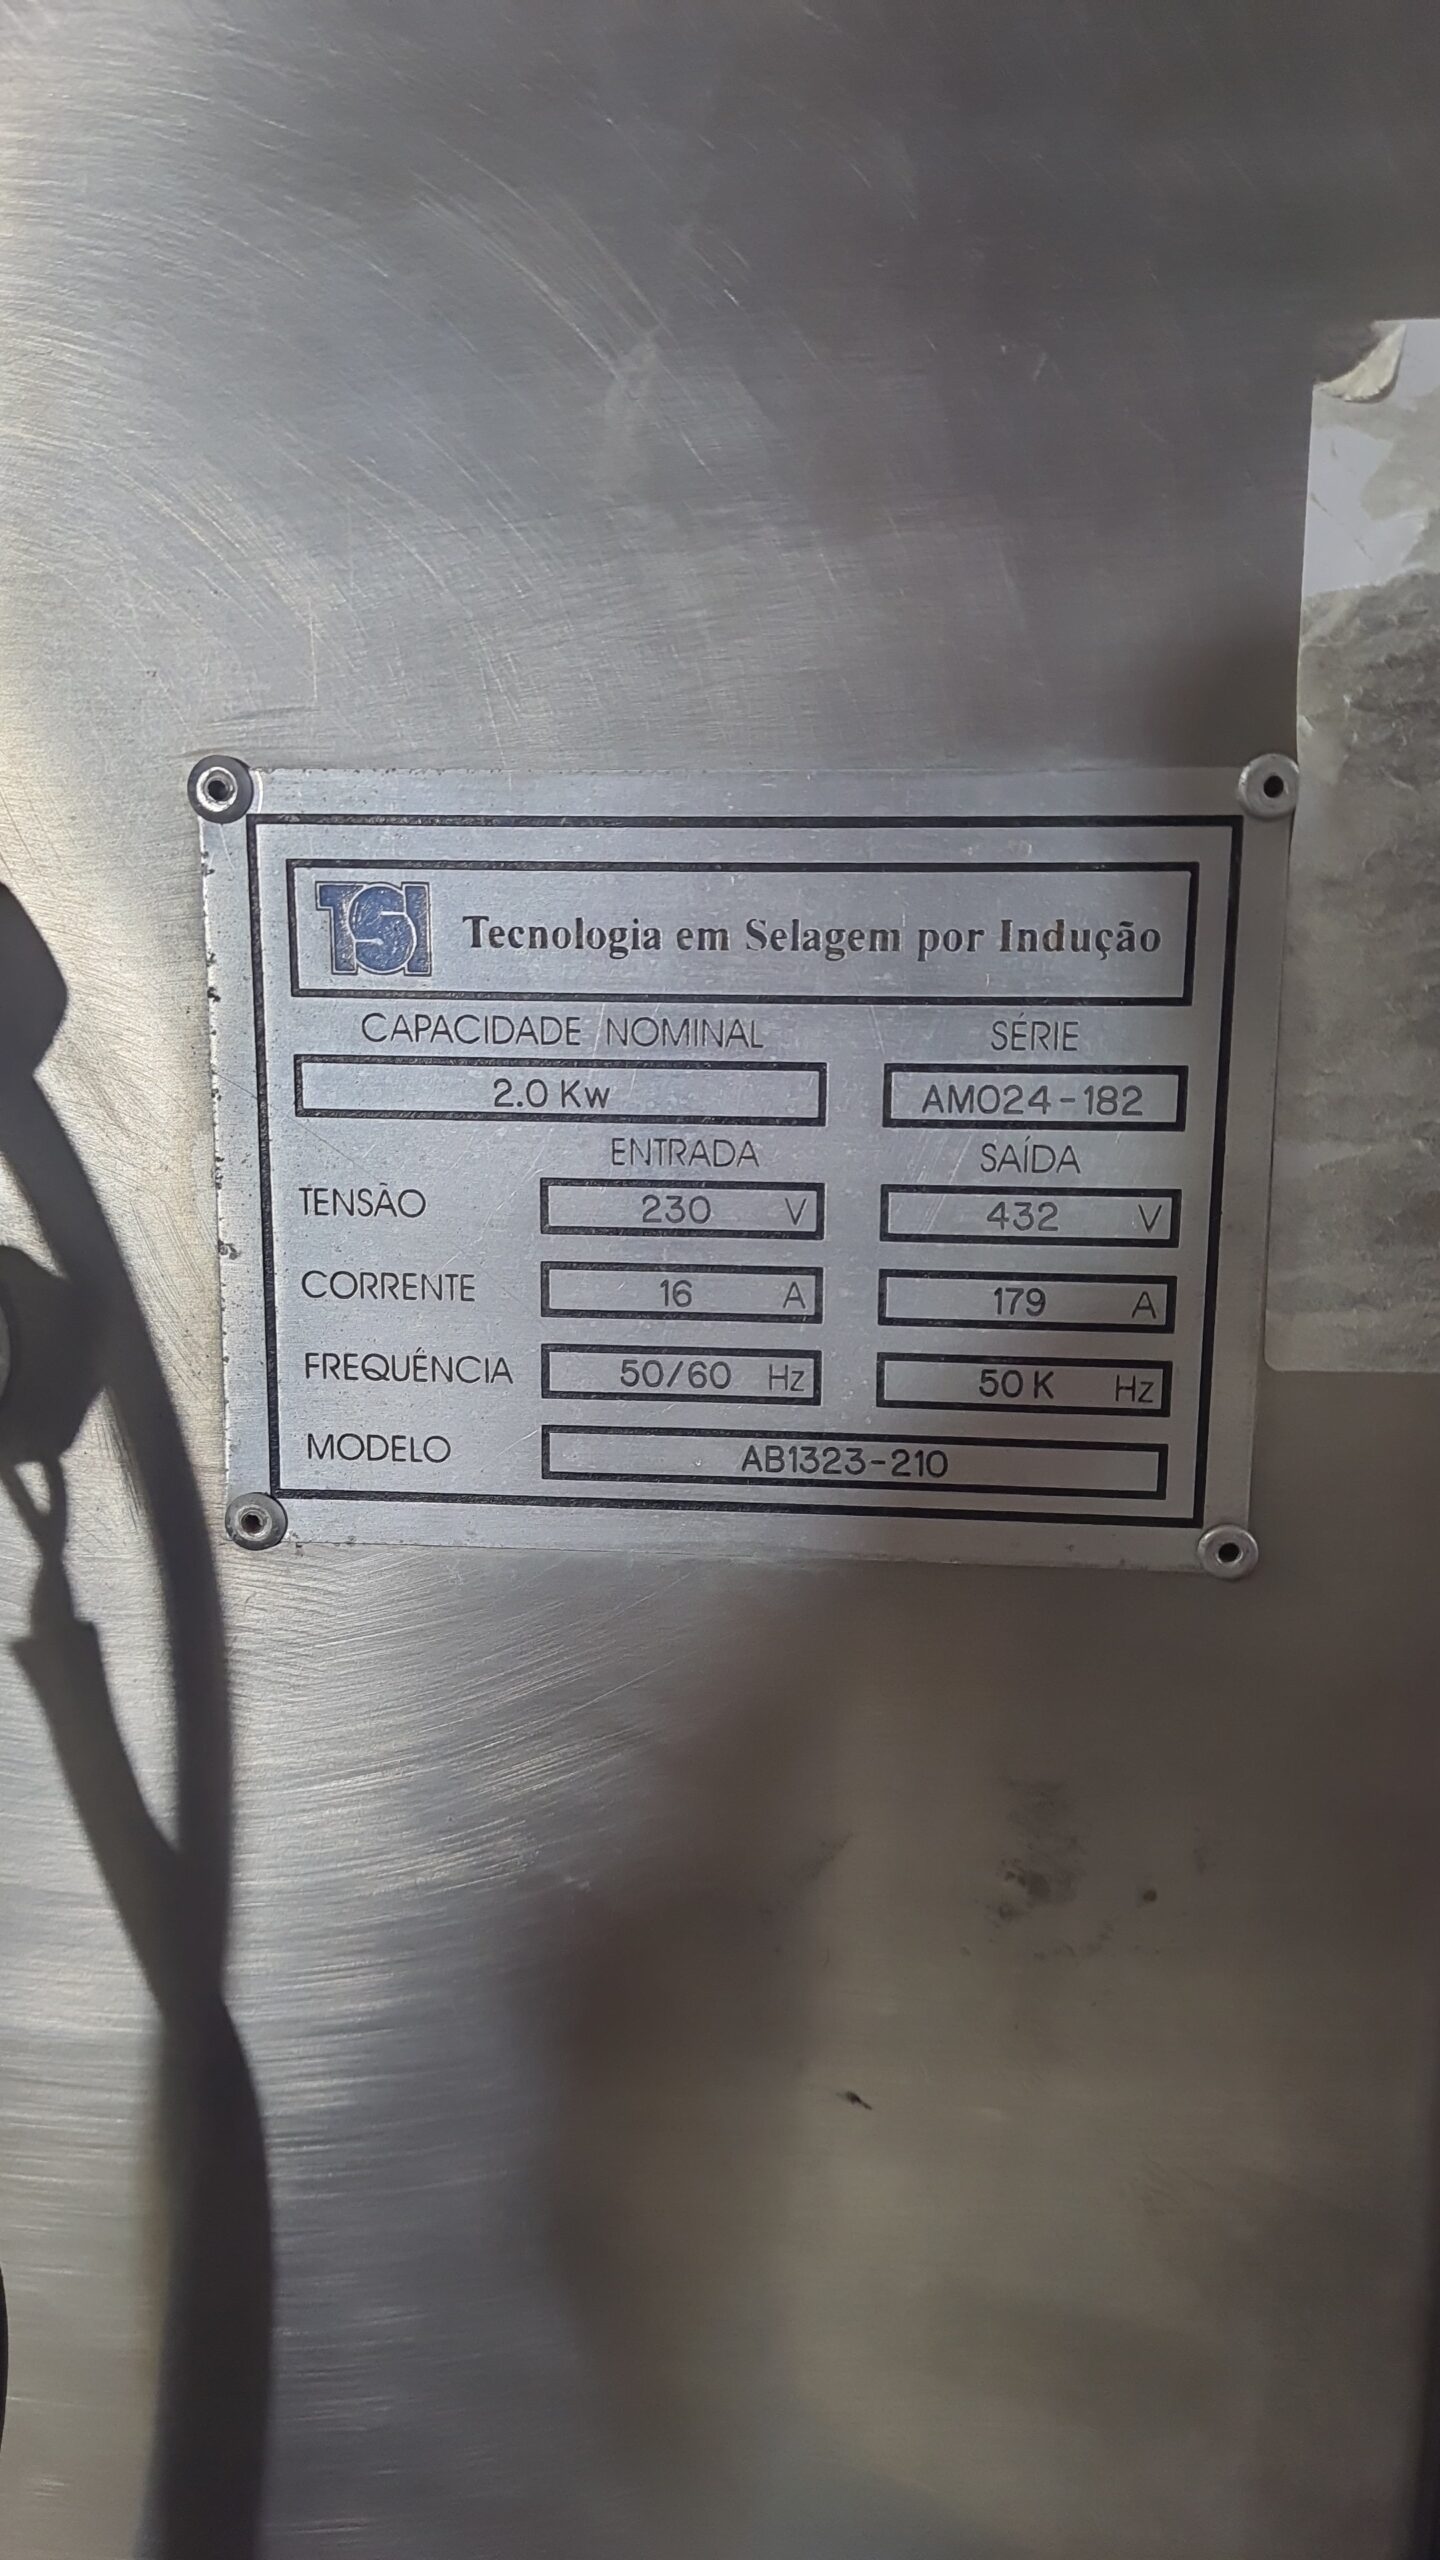 TSI Tecnologia em Selagem por Indução
CAPACIDADE NOMINAL SÉRIE
2.0 Kw AM024-182
ENTRADA SAÍDA
TENSÃO 230 V 432 V
CORRENTE 16 A 179 A
FREQUÊNCIA 50/60 Hz 50K Hz
MODELO AB1323-210